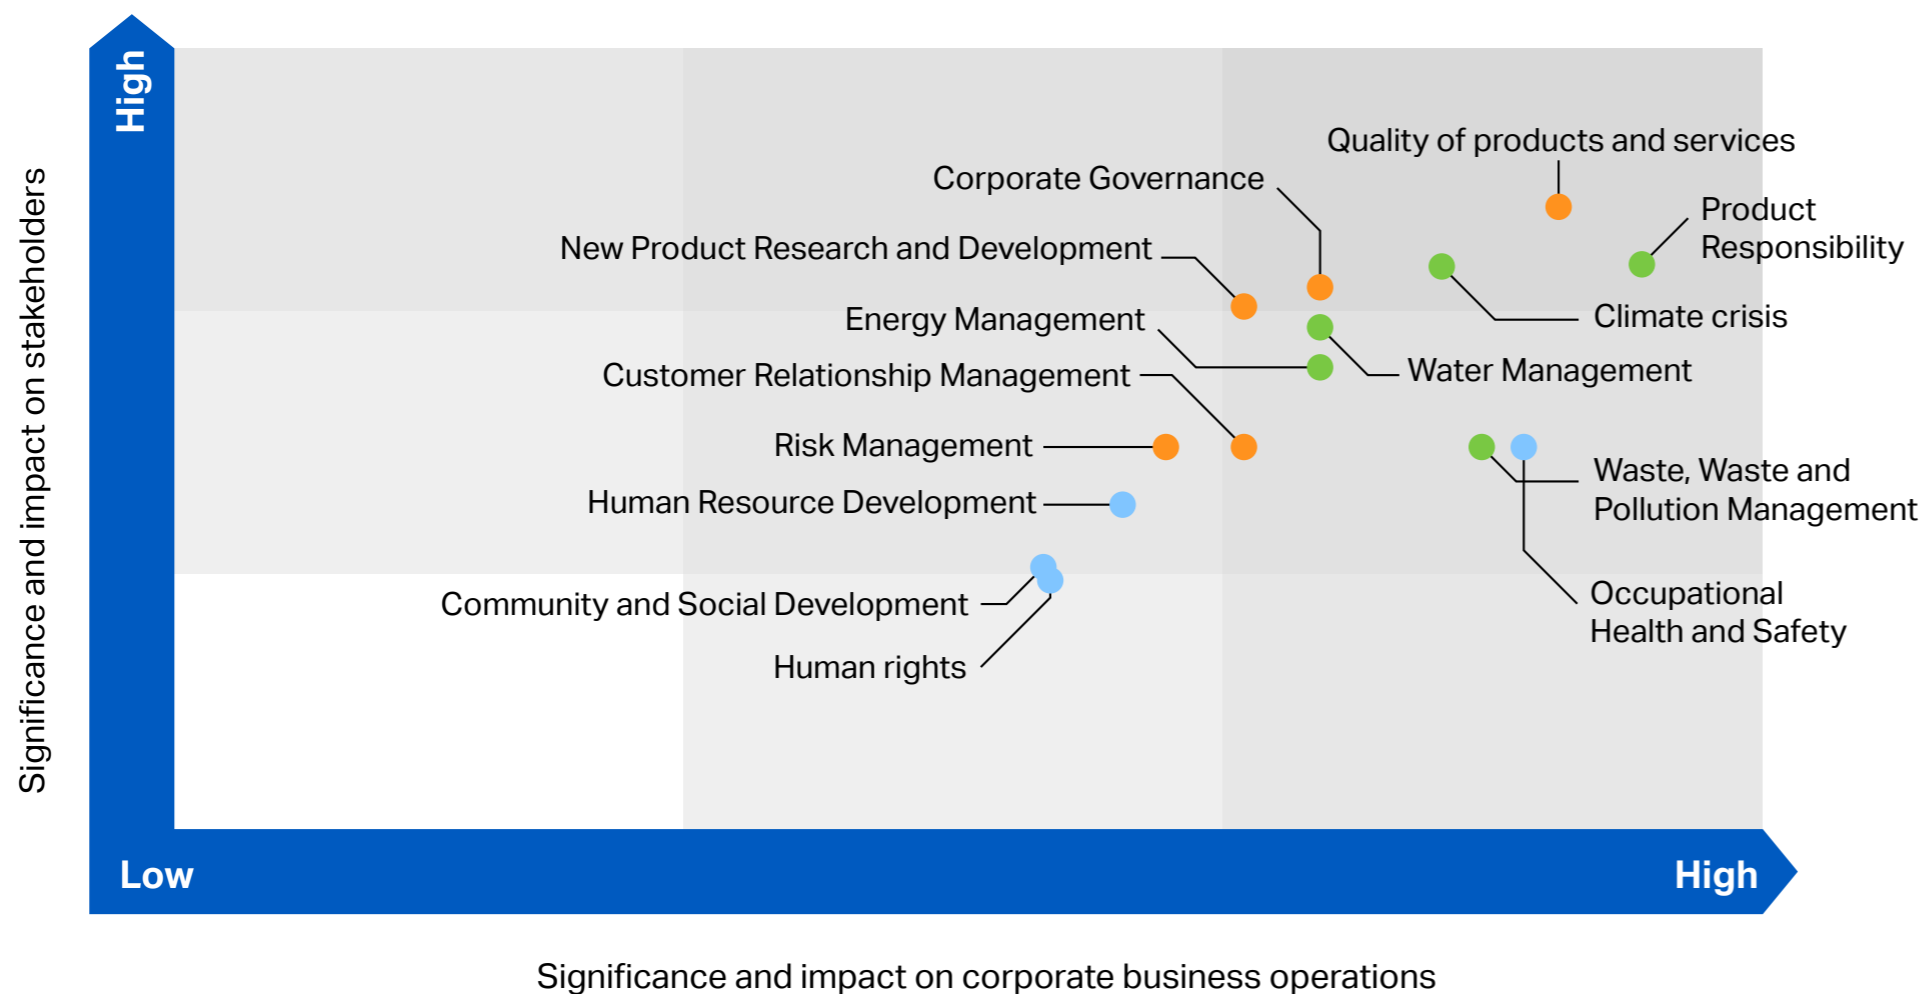 High
Significance and impact on stakeholders
Quality of products and services
Corporate Governance
Product
Responsibility
New Product Research and Development
Climate crisis
Energy Management
Water Management
Customer Relationship Management
Risk Management
Waste, Waste and
Pollution Management
Human Resource Development
Occupational
Health and Safety
Community and Social Development
Human rights
Low
High
Significance and impact on corporate business operations